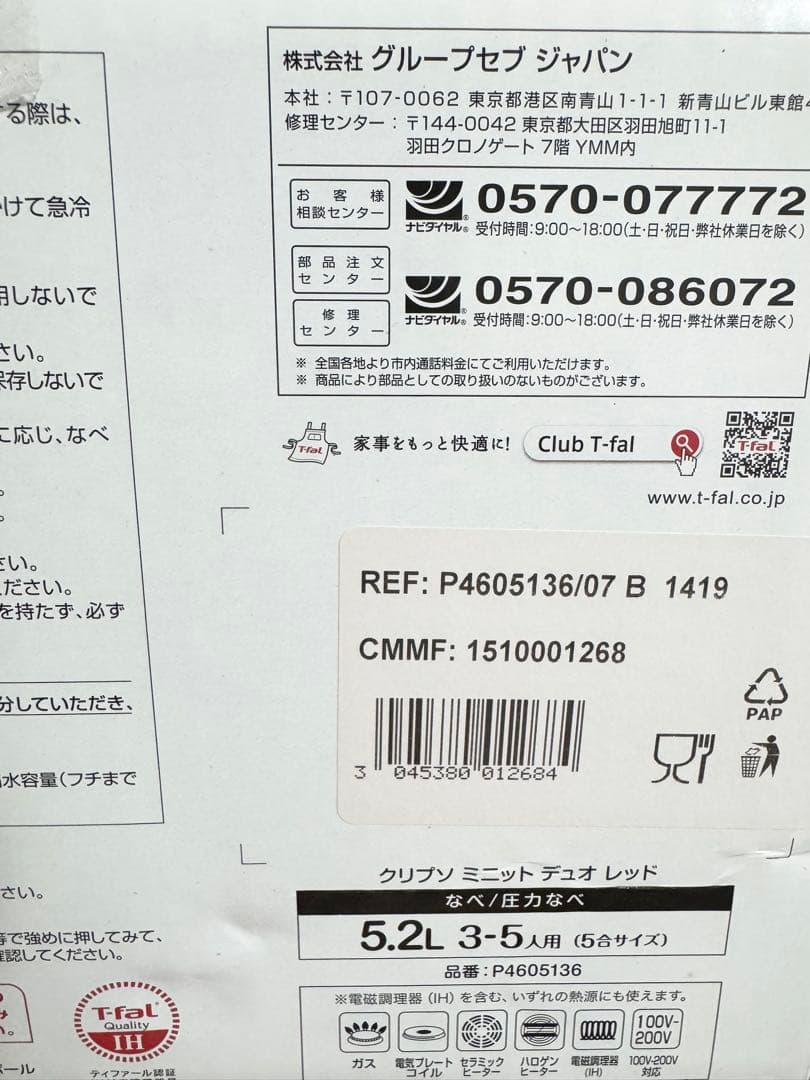 株式会社 グループセブ ジャパン
本社：〒107-0062 東京都港区南青山1-1-1 新青山ビル東館
修理センター：〒144-0042 東京都大田区羽田旭町11-1
羽田クロノゲート 7階 YMM内
お客様
相談センター
ナビダイヤル®
0570-077772
受付時間:9:00〜18:00(土・日・祝日・弊社休業日を除く)
部品注文
センター
修理
センター
ナビダイヤル®
0570-086072
受付時間:9:00〜18:00(土・日・祝日・弊社休業日を除く)
※ 全国各地より市内通話料金にてご利用いただけます。
※ 商品により部品としての取り扱いのないものがございます。
T-fal
家事をもっと快適に!
Club T-fal
T-fal
www.t-fal.co.jp
REF: P4605136/07 B 1419
CMMF: 1510001268
3 045380 012684
PAP
クリプソ ミニット デュオ レッド
なべ/圧力なべ
5.2L 3-5人用 (5合サイズ)
品番：P4605136
※電磁調理器(IH)を含む、いずれの熱源にも使えます。
ガス
電気プレート
コイル
セラミック
ヒーター
ハロゲン
ヒーター
電磁調理器
(IH)
100V-
200V
100V-200V
対応
する際は、
けて急冷
用しないで
さい。
保存しないで
に応じ、なべ
さい。
ください。
を持たず、必ず
分していただき、
水容量(フチまで
さい。
等で強めに押してみて、
確認してください。
T-fal
Quality
IH
ティファール認証